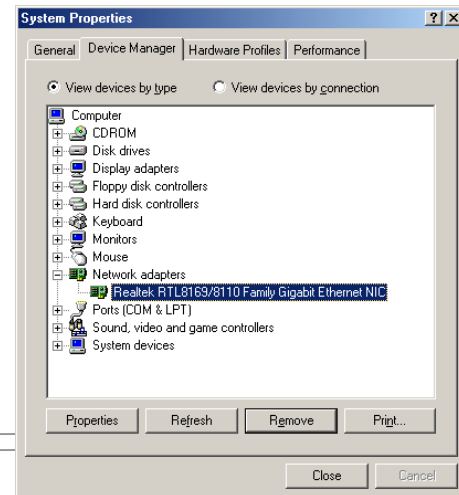 System Properties
General Device Manager Hardware Profiles Performance
View devices by type View devices by connection
Computer
CDROM
Disk drives
Display adapters
Floppy disk controllers
Hard disk controllers
Keyboard
Monitors
Mouse
Network adapters
Realtek RTL8169/8110 Family Gigabit Ethernet NIC
Ports (COM & LPT)
Sound, video and game controllers
System devices
Properties Refresh Remove Print...
Close Cancel